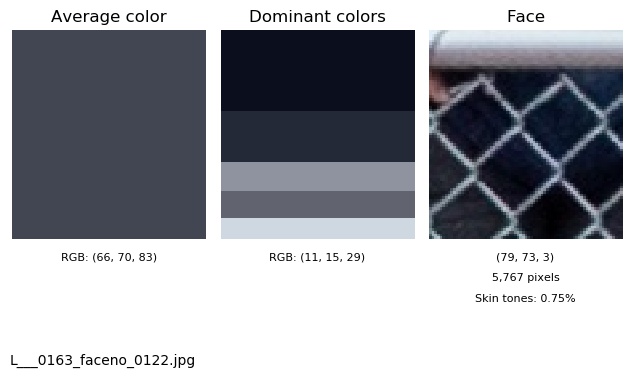 Average color
Dominant colors
Face
RGB: (66, 70, 83)
RGB: (11, 15, 29)
(79, 73, 3)
5,767 pixels
Skin tones: 0.75%
L___0163_faceno_0122.jpg